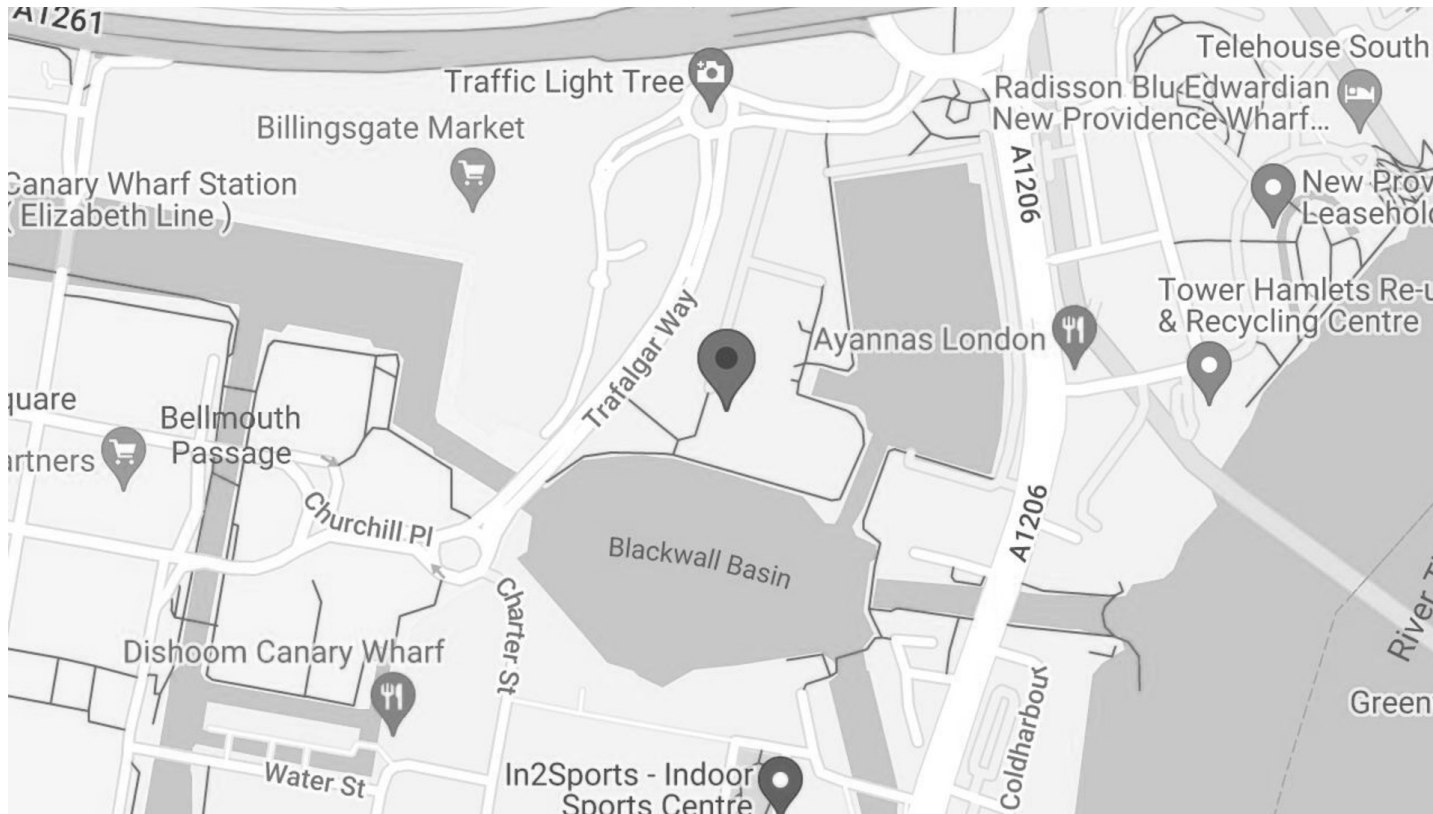 A1261
Telehouse South
Traffic Light Tree
Radisson Blu Edwardian
New Providence Wharf...
Billingsgate Market
A1206
Canary Wharf Station
( Elizabeth Line )
New Prov
Leasehold
Tower Hamlets Re-u
& Recycling Centre
Trafalgar Way
Ayannas London
quare
Bellmouth
Passage
artners
Churchill Pl
A1206
Blackwall Basin
Charter St
River T
Dishoom Canary Wharf
Coldharbour
Green
Water St
In2Sports - Indoor
Sports Centre